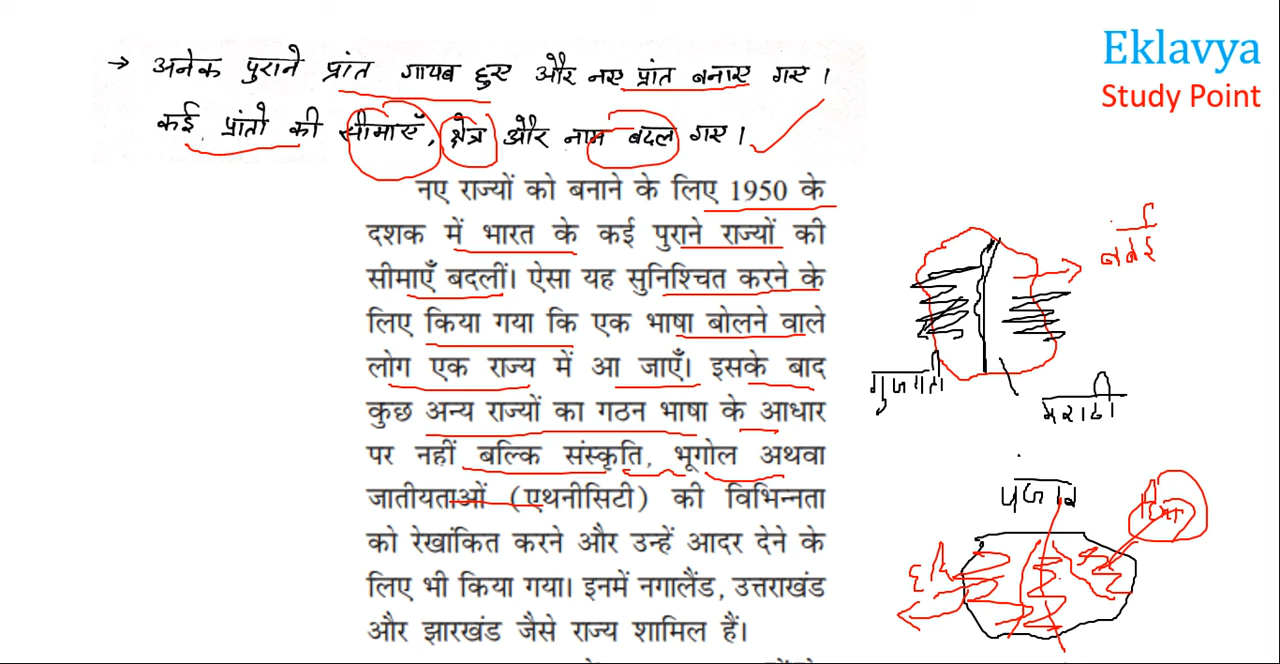 Eklavya
Study Point
→ अनेक पुराने प्रांत गायब हुए और नए प्रांत बनाए गए।
कई प्रांतो की सीमाएँ, क्षेत्र और नाम बदल गए।
नए राज्यों को बनाने के लिए 1950 के
दशक में भारत के कई पुराने राज्यों की
सीमाएँ बदलीं। ऐसा यह सुनिश्चित करने के
लिए किया गया कि एक भाषा बोलने वाले
लोग एक राज्य में आ जाएँ। इसके बाद
कुछ अन्य राज्यों का गठन भाषा के आधार
पर नहीं बल्कि संस्कृति, भूगोल अथवा
जातीयताओं (एथनीसिटी) की विभिन्नता
को रेखांकित करने और उन्हें आदर देने के
लिए भी किया गया। इनमें नगालैंड, उत्तराखंड
और झारखंड जैसे राज्य शामिल हैं।
गुजराती
मराठी
पंजाब